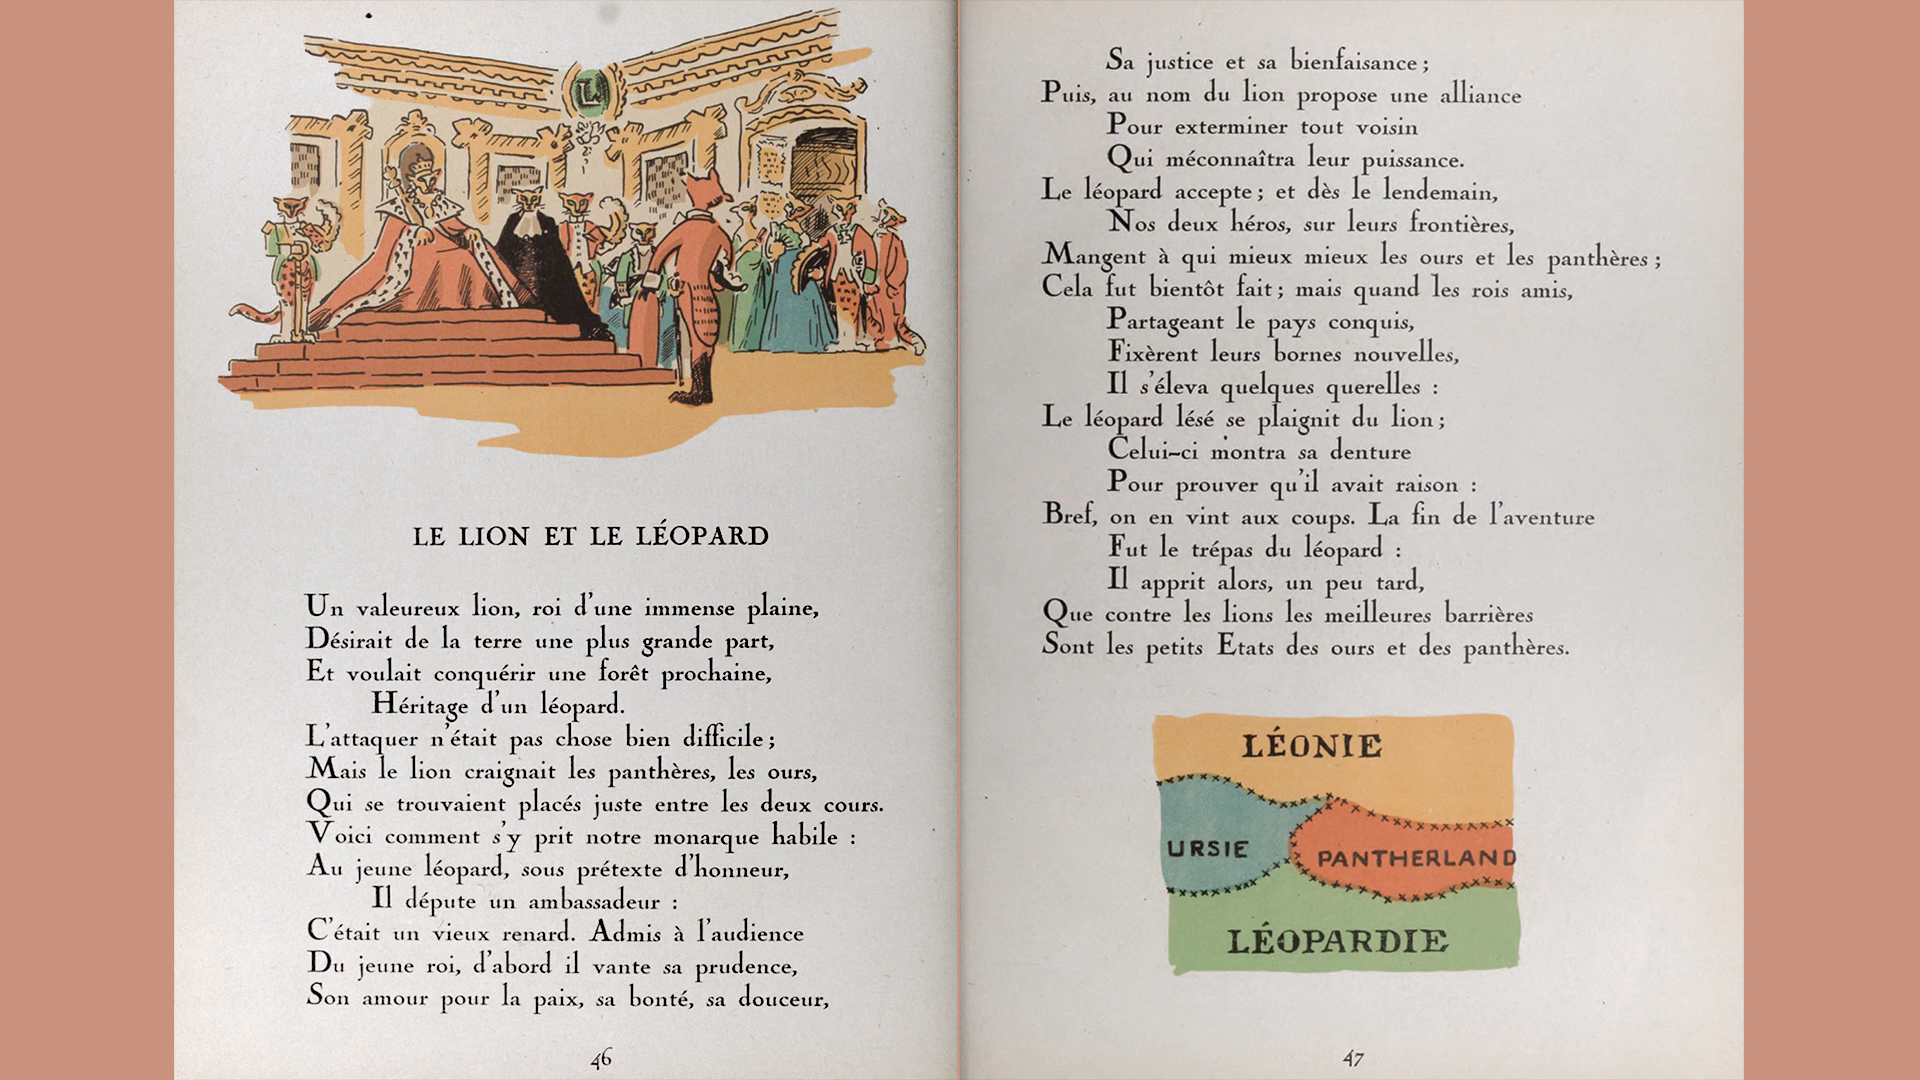 L
LE LION ET LE LÉOPARD
Un valeureux lion, roi d'une immense plaine,
Désirait de la terre une plus grande part,
Et voulait conquérir une forêt prochaine,
Héritage d'un léopard.
L'attaquer n'était pas chose bien difficile ;
Mais le lion craignait les panthères, les ours,
Qui se trouvaient placés juste entre les deux cours.
Voici comment s'y prit notre monarque habile :
Au jeune léopard, sous prétexte d'honneur,
Il députe un ambassadeur :
C'était un vieux renard. Admis à l'audience
Du jeune roi, d'abord il vante sa prudence,
Son amour pour la paix, sa bonté, sa douceur,
46
Sa justice et sa bienfaisance ;
Puis, au nom du lion propose une alliance
Pour exterminer tout voisin
Qui méconnaîtra leur puissance.
Le léopard accepte ; et dès le lendemain,
Nos deux héros, sur leurs frontières,
Mangent à qui mieux mieux les ours et les panthères ;
Cela fut bientôt fait ; mais quand les rois amis,
Partageant le pays conquis,
Fixèrent leurs bornes nouvelles,
Il s'éleva quelques querelles :
Le léopard lésé se plaignit du lion ;
Celui-ci montra sa denture
Pour prouver qu'il avait raison :
Bref, on en vint aux coups. La fin de l'aventure
Fut le trépas du léopard :
Il apprit alors, un peu tard,
Que contre les lions les meilleures barrières
Sont les petits Etats des ours et des panthères.
LÉONIE
URSIE
PANTHERLAND
LÉOPARDIE
47